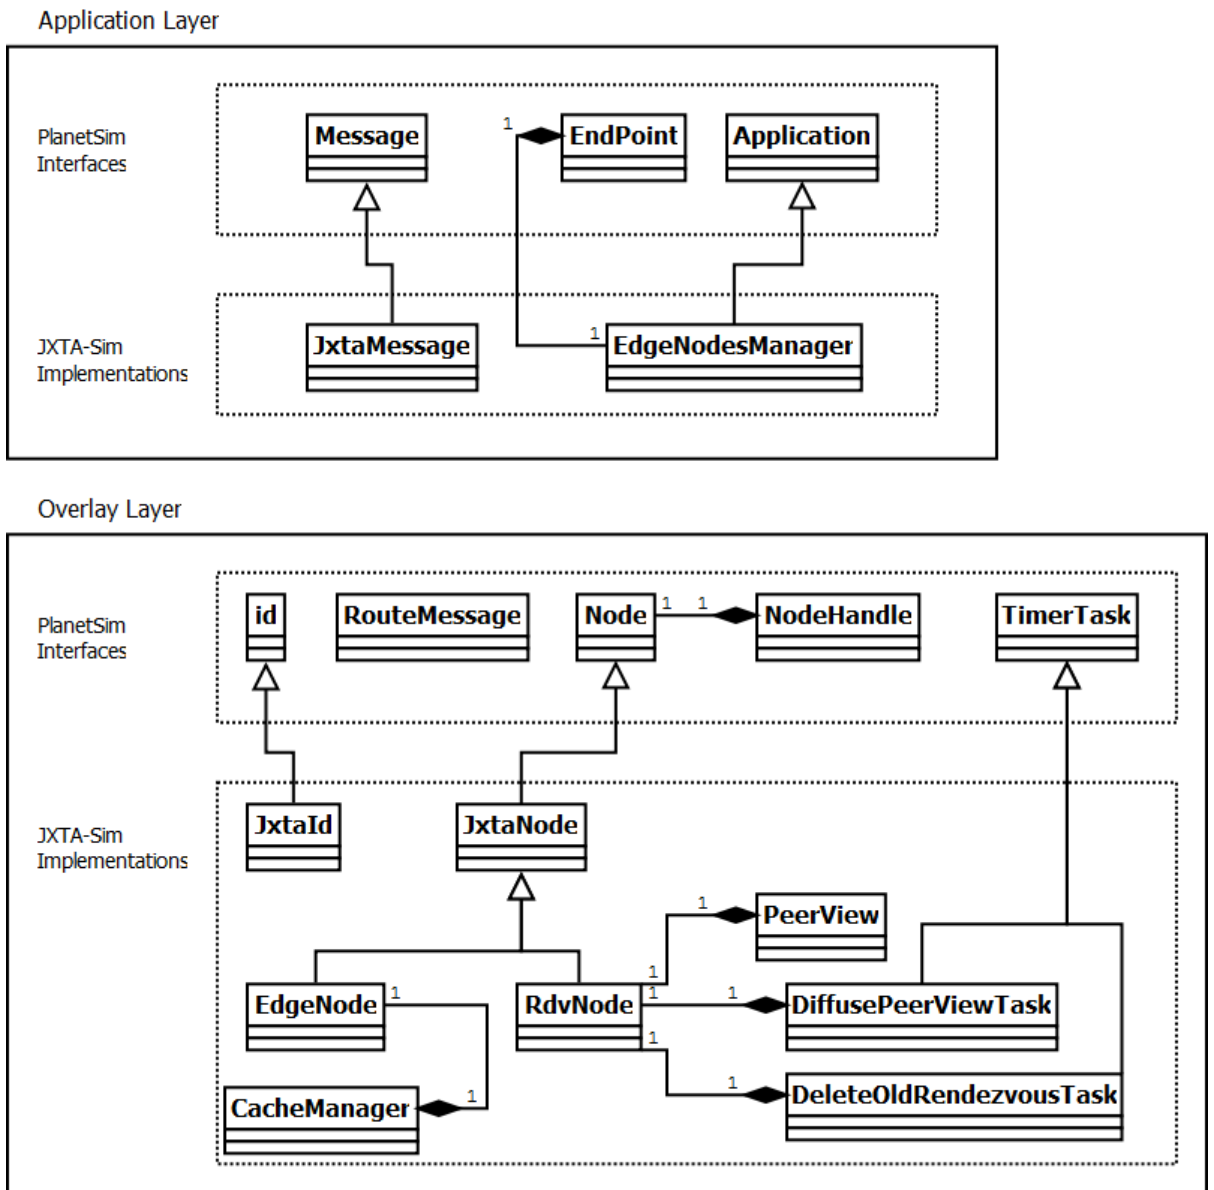 Application Layer
PlanetSim
Interfaces
Message
1
EndPoint
Application
JXTA-Sim
Implementations
JxtaMessage
1
EdgeNodesManager
Overlay Layer
PlanetSim
Interfaces
id
RouteMessage
Node
1
1
NodeHandle
TimerTask
JXTA-Sim
Implementations
JxtaId
JxtaNode
1
PeerView
1
EdgeNode
1
RdvNode
1
1
DiffusePeerViewTask
1
CacheManager
1
1
DeleteOldRendezvousTask